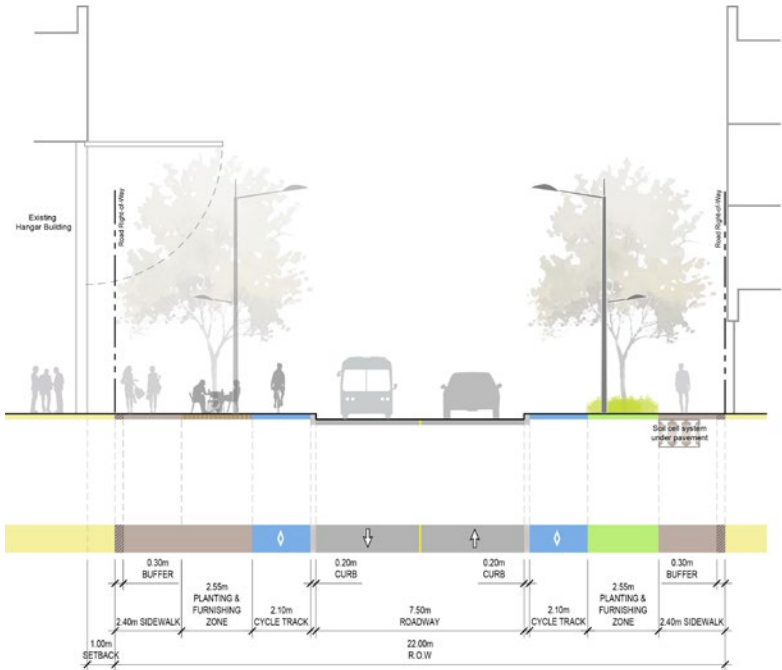 Existing
Hangar Building
Road Right-of-Way
Road Right-of-Way
Soil cell system
under pavement
0.30m
BUFFER
0.20m
CURB
0.20m
CURB
0.30m
BUFFER
2.55m
PLANTING &
FURNISHING
ZONE
2.55m
PLANTING &
FURNISHING
ZONE
2.40m SIDEWALK
2.10m
CYCLE TRACK
7.50m
ROADWAY
2.10m
CYCLE TRACK
2.40m SIDEWALK
1.00m
SETBACK
22.00m
R.O.W